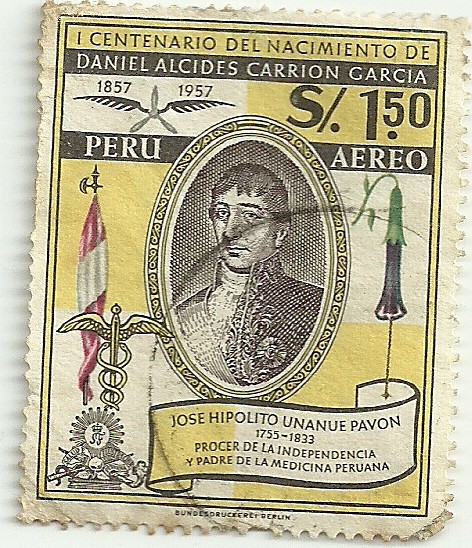 I CENTENARIO DEL NACIMIENTO DE
DANIEL ALCIDES CARRION GARCIA
1857 1957
S/. 1.50
PERU AEREO
JOSE HIPOLITO UNANUE PAVON
1755-1833
PROCER DE LA INDEPENDENCIA
Y PADRE DE LA MEDICINA PERUANA
BUNDESDRUCKEREI BERLIN